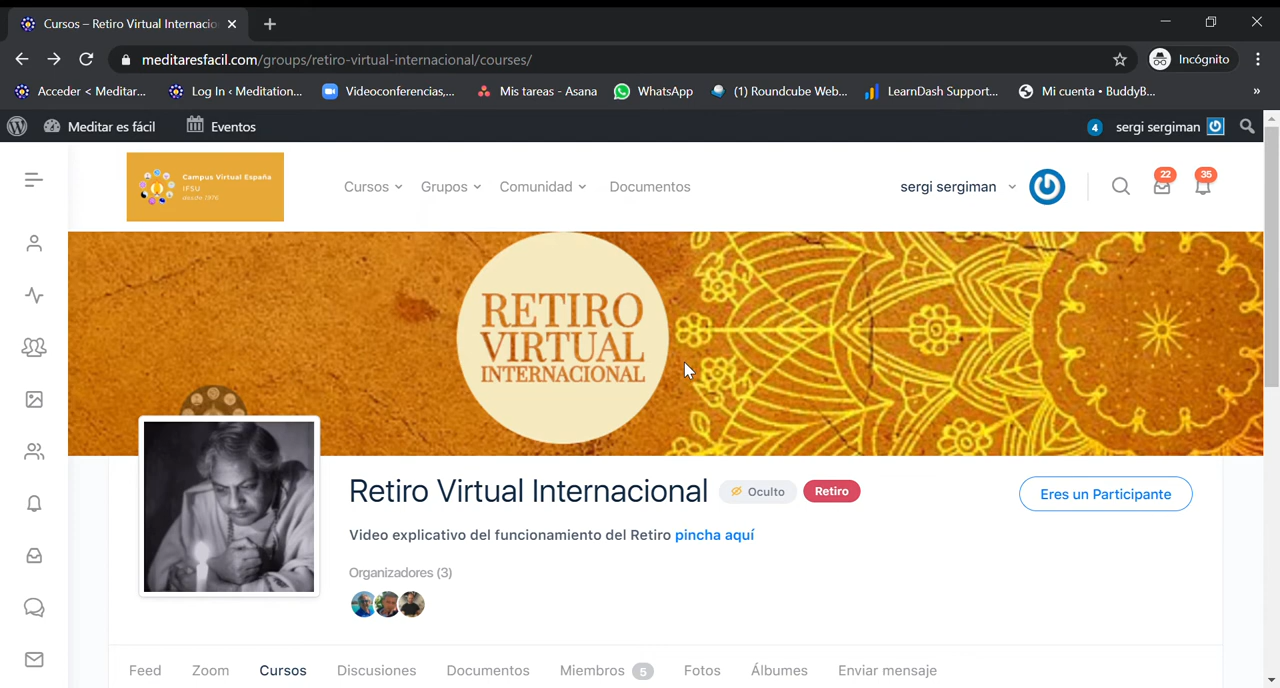 Cursos – Retiro Virtual Internacio
meditaresfacil.com/groups/retiro-virtual-internacional/courses/
Incógnito
Acceder < Meditar... Log In ‹ Meditation... Videoconferencias,... Mis tareas - Asana WhatsApp (1) Roundcube Web... LearnDash Support... Mi cuenta • BuddyB... »
Meditar es fácil Eventos 4 sergi sergiman
Campus Virtual España
IFSU
desde 1976
Cursos Grupos Comunidad Documentos sergi sergiman 22 35
RETIRO
VIRTUAL
INTERNACIONAL
Retiro Virtual Internacional Oculto Retiro Eres un Participante
Video explicativo del funcionamiento del Retiro pincha aquí
Organizadores (3)
Feed Zoom Cursos Discusiones Documentos Miembros 5 Fotos Álbumes Enviar mensaje